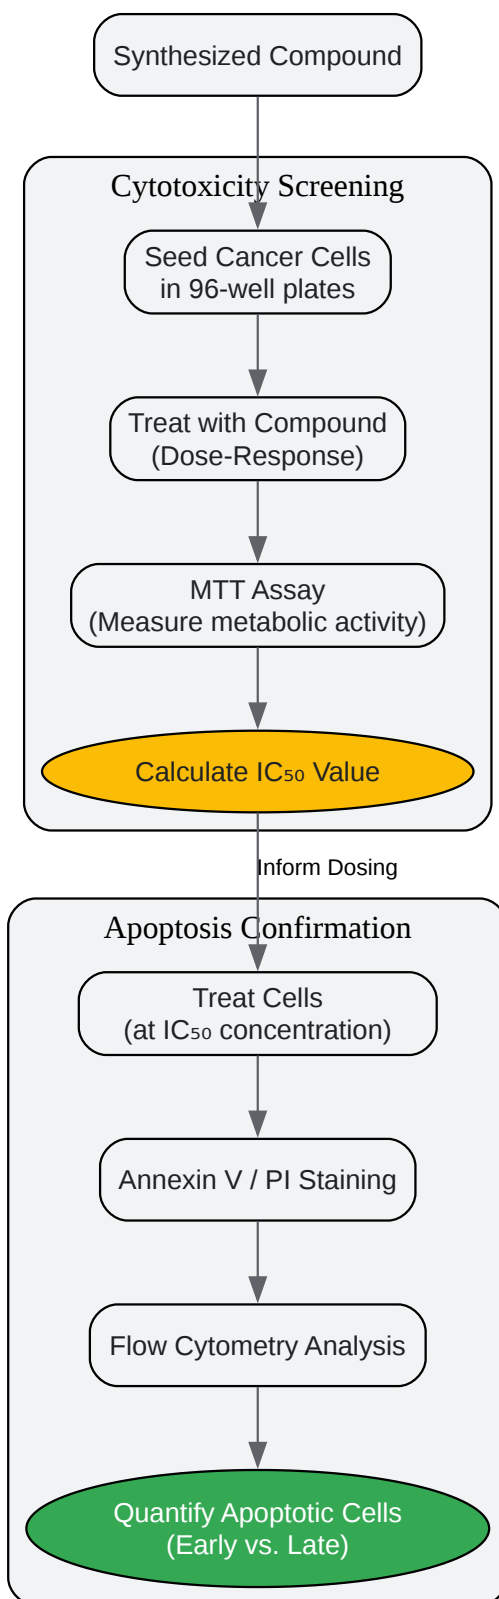 Synthesized Compound
Cytotoxicity Screening
Seed Cancer Cells
in 96-well plates
Treat with Compound
(Dose-Response)
MTT Assay
(Measure metabolic activity)
Calculate IC₅₀ Value
Inform Dosing
Apoptosis Confirmation
Treat Cells
(at IC₅₀ concentration)
Annexin V / PI Staining
Flow Cytometry Analysis
Quantify Apoptotic Cells
(Early vs. Late)